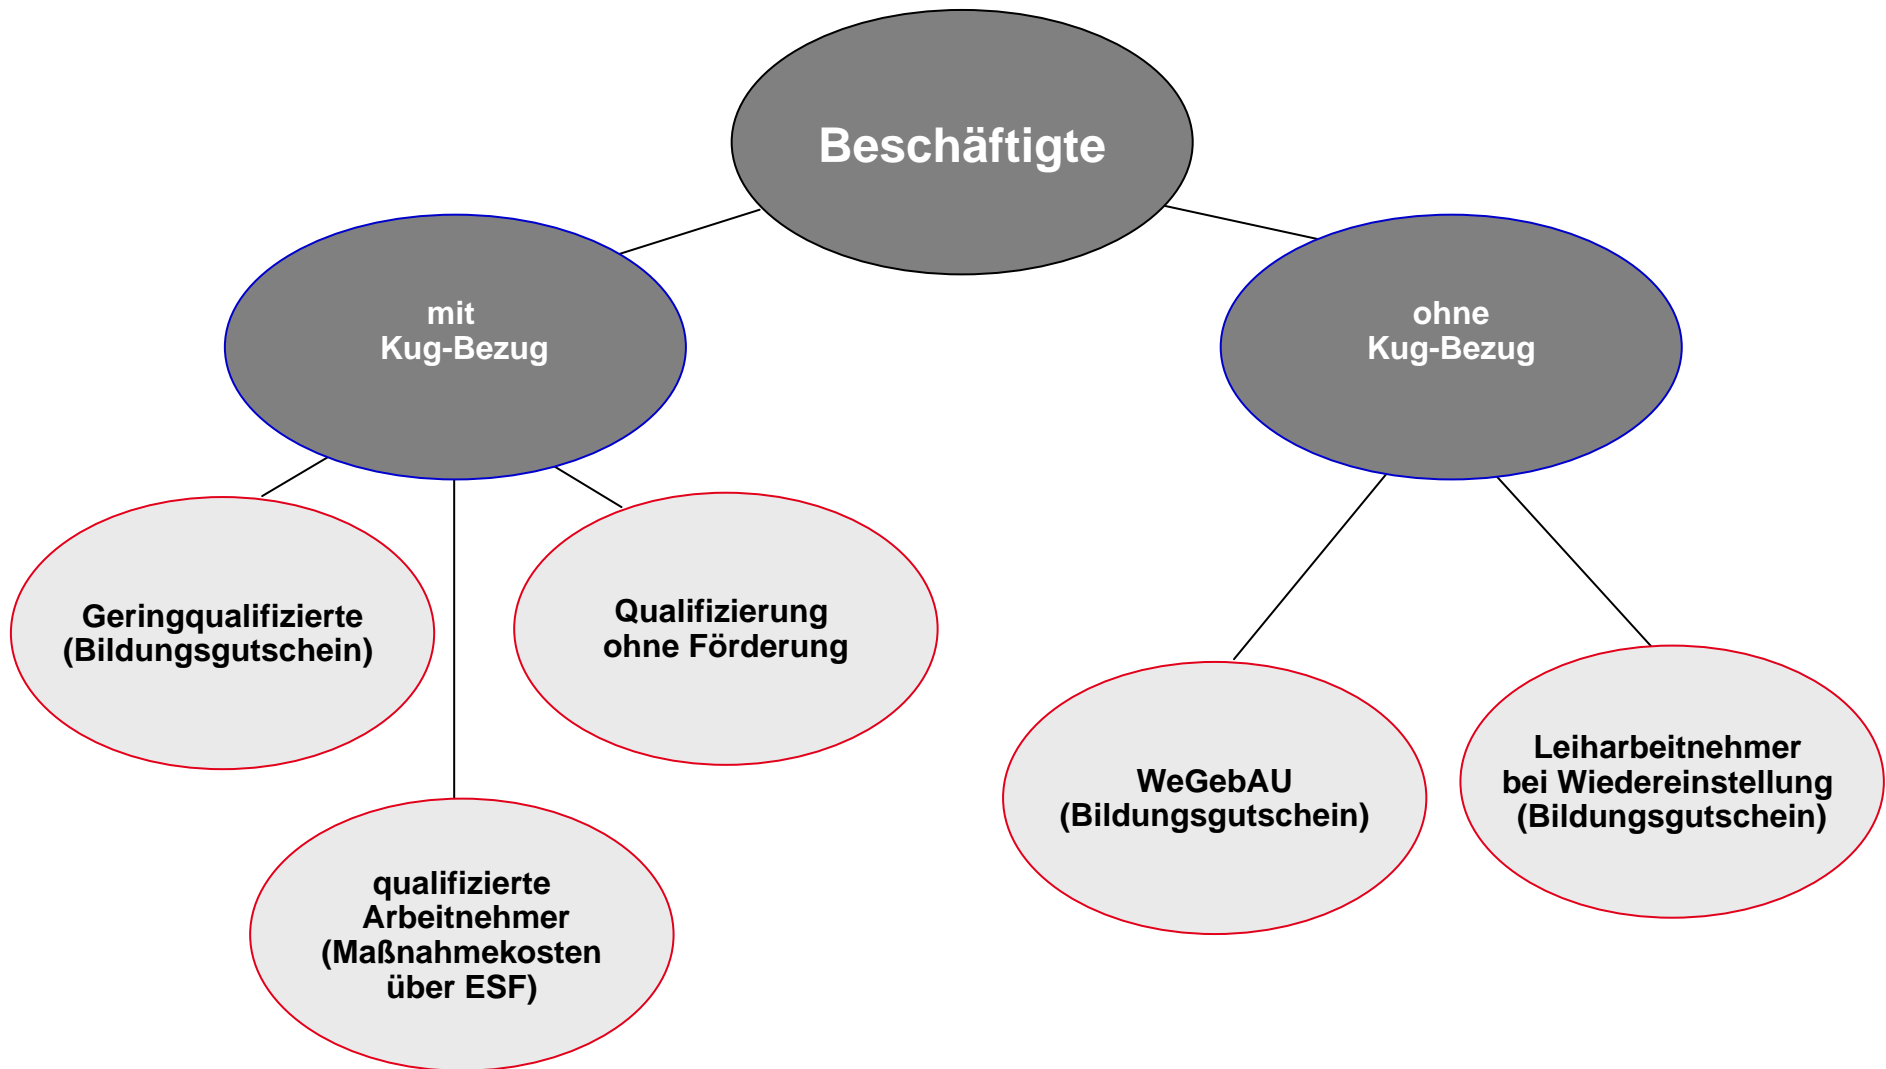 Beschäftigte
mit
Kug-Bezug
ohne
Kug-Bezug
Geringqualifizierte
(Bildungsgutschein)
Qualifizierung
ohne Förderung
qualifizierte
Arbeitnehmer
(Maßnahmekosten
über ESF)
WeGebAU
(Bildungsgutschein)
Leiharbeitnehmer
bei Wiedereinstellung
(Bildungsgutschein)